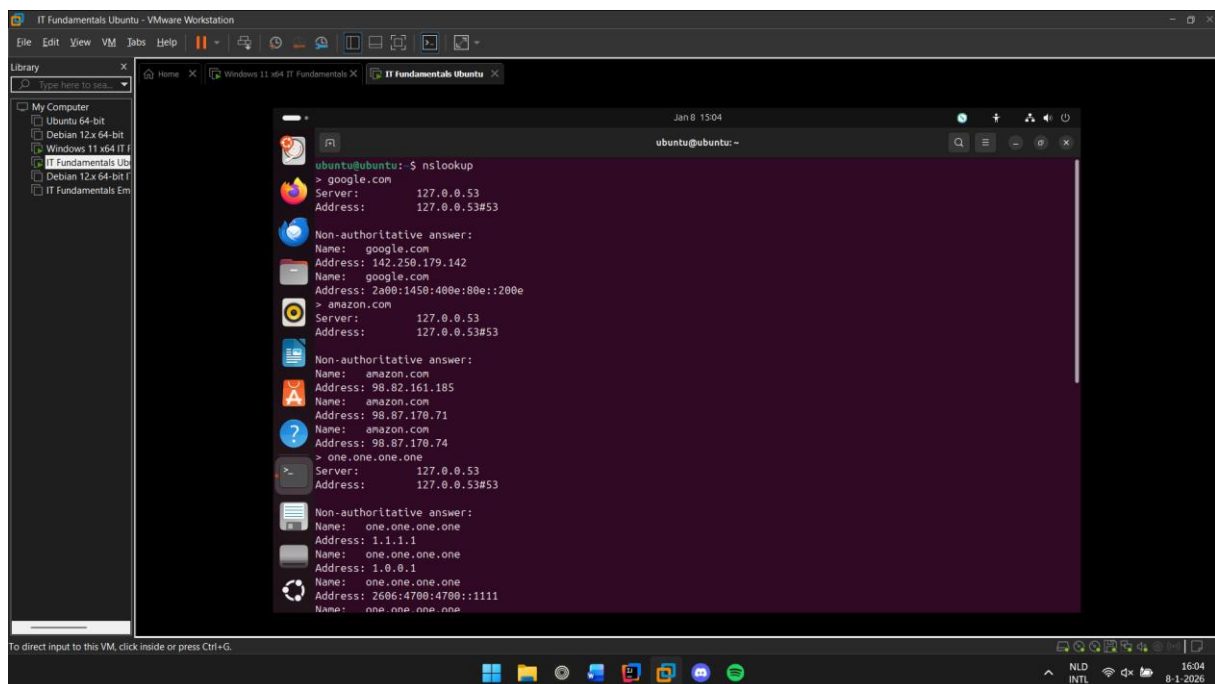 IT Fundamentals Ubuntu - VMware Workstation
File Edit View VM Tabs Help
Library
Type here to sea...
My Computer
Ubuntu 64-bit
Debian 12.x 64-bit
Windows 11 x64 IT F
IT Fundamentals Ub
Debian 12.x 64-bit
IT Fundamentals Em
Home
Windows 11 x64 IT Fundamentals
IT Fundamentals Ubuntu
Jan 8 15:04
ubuntu@ubuntu: ~
ubuntu@ubuntu:~$ nslookup
> google.com
Server: 127.0.0.53
Address: 127.0.0.53#53
Non-authoritative answer:
Name: google.com
Address: 142.250.179.142
Name: google.com
Address: 2a00:1450:400e:80e::200e
> amazon.com
Server: 127.0.0.53
Address: 127.0.0.53#53
Non-authoritative answer:
Name: amazon.com
Address: 98.82.161.185
Name: amazon.com
Address: 98.87.170.71
Name: amazon.com
Address: 98.87.170.74
> one.one.one.one
Server: 127.0.0.53
Address: 127.0.0.53#53
Non-authoritative answer:
Name: one.one.one.one
Address: 1.1.1.1
Name: one.one.one.one
Address: 1.0.0.1
Name: one.one.one.one
Address: 2606:4700:4700::1111
Name: one.one.one.one
To direct input to this VM, click inside or press Ctrl+G.
NLD
INTL
16:04
8-1-2026